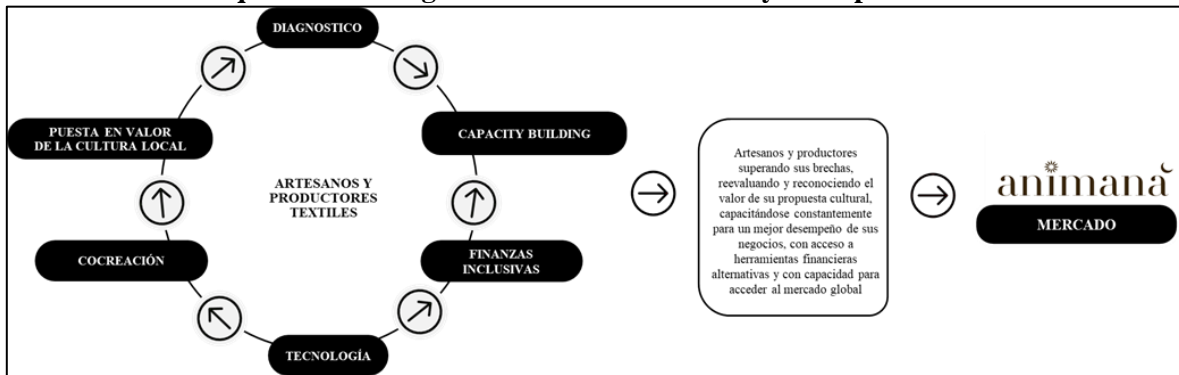 DIAGNOSTICO
PUESTA EN VALOR
DE LA CULTURA LOCAL
CAPACITY BUILDING
ARTESANOS Y
PRODUCTORES
TEXTILES
COCREACIÓN
FINANZAS
INCLUSIVAS
TECNOLOGÍA
Artesanos y productores
superando sus brechas,
reevaluando y reconociendo el
valor de su propuesta cultural,
capacitándose constantemente
para un mejor desempeño de sus
negocios, con acceso a
herramientas financieras
alternativas y con capacidad para
acceder al mercado global
animaná
MERCADO